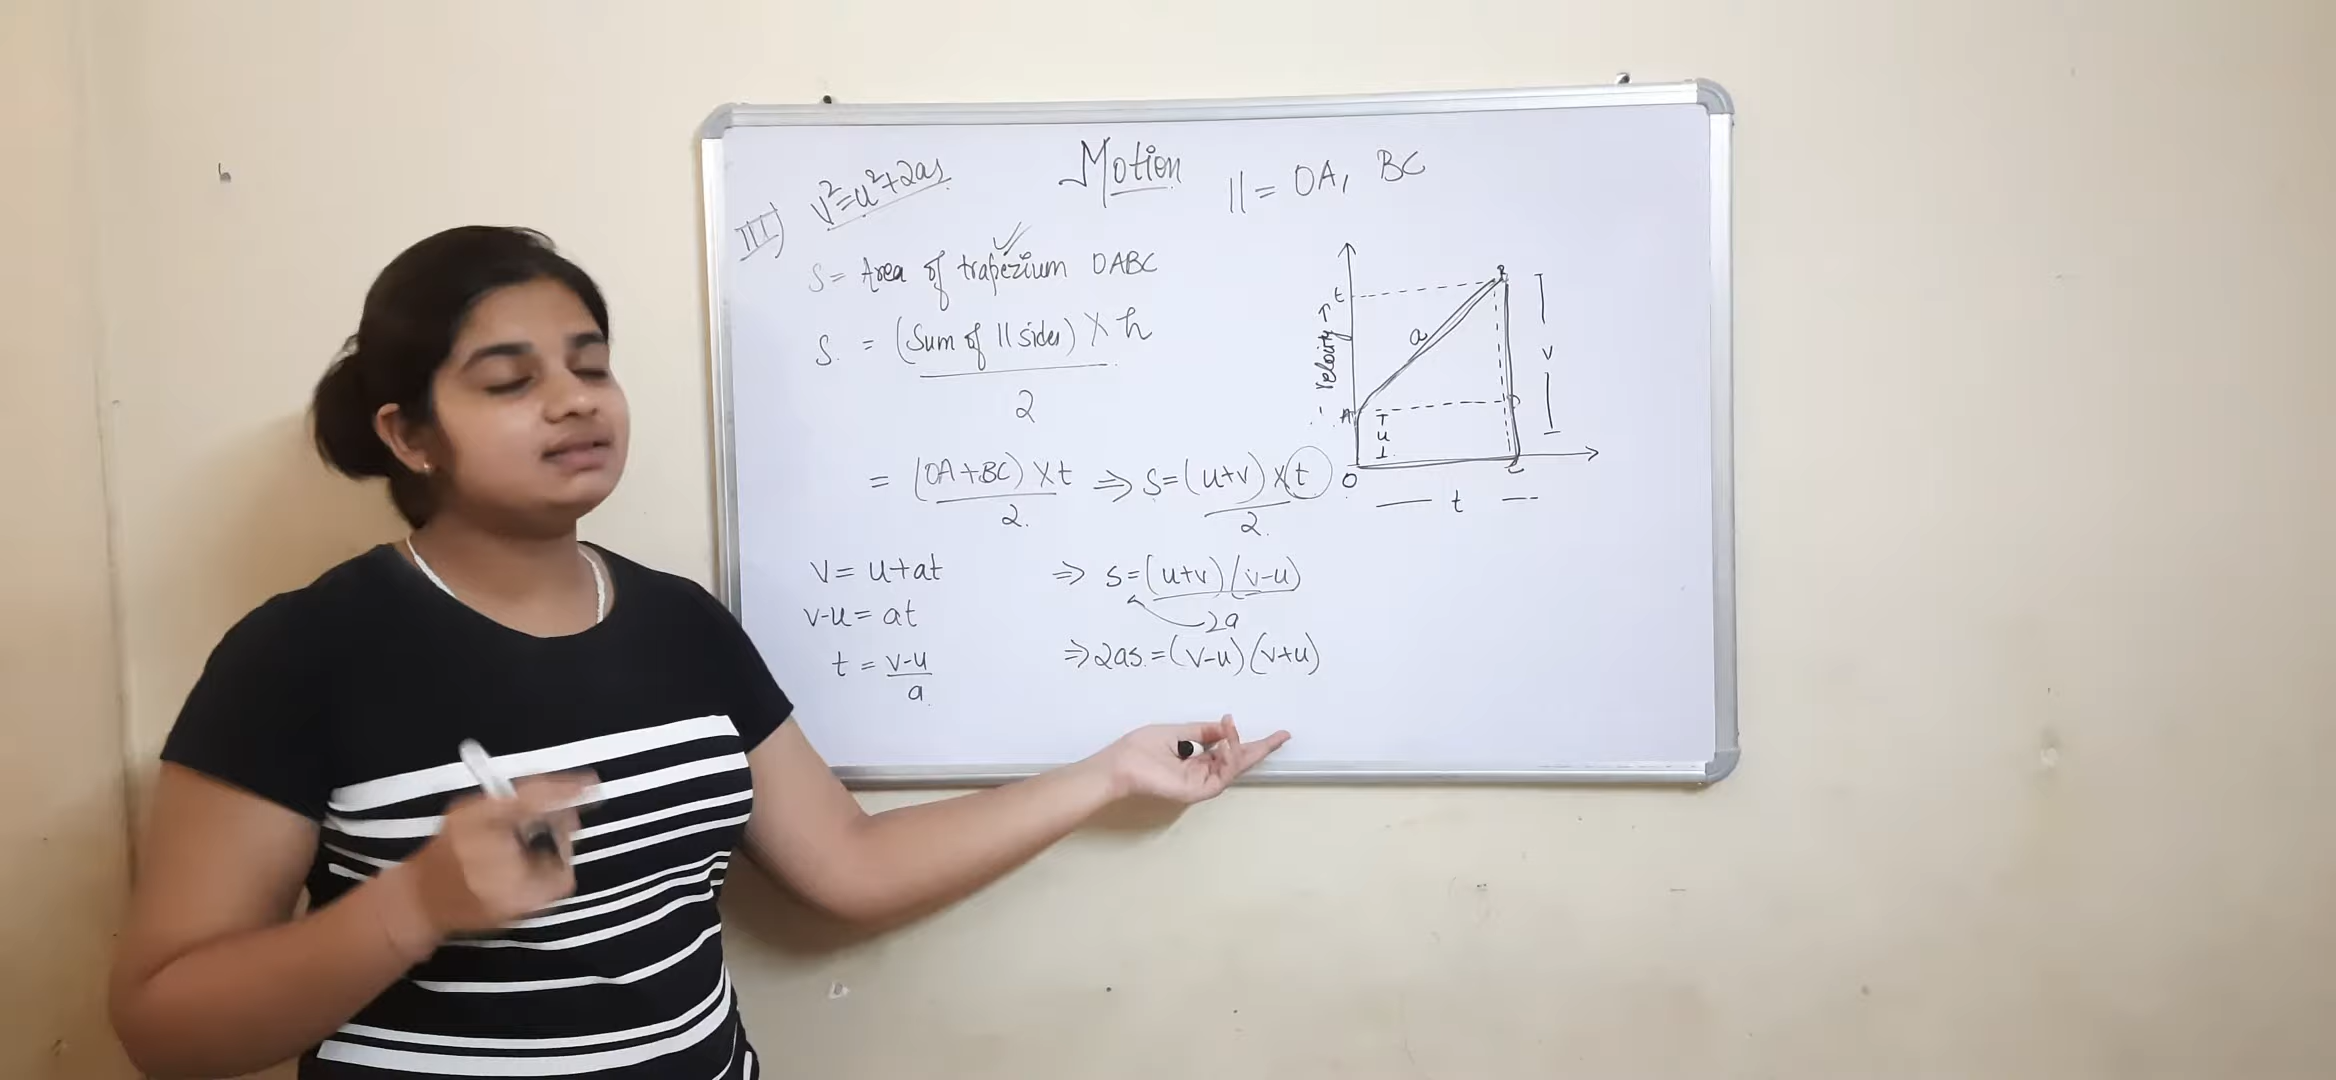 Motion
|| = OA, BC
III) v²=u²+2as
S = Area of trapezium OABC
S. = (Sum of || sides) × h
2
= (OA+BC) × t ⇒ S=(u+v) × t
2. 2.
v = u+at ⇒ s=(u+v)(v-u)
2a
v-u = at
⇒ 2as.=(v-u)(v+u)
t = v-u
a.
B
t
a
Velocity →
v
A
u
O
C
t